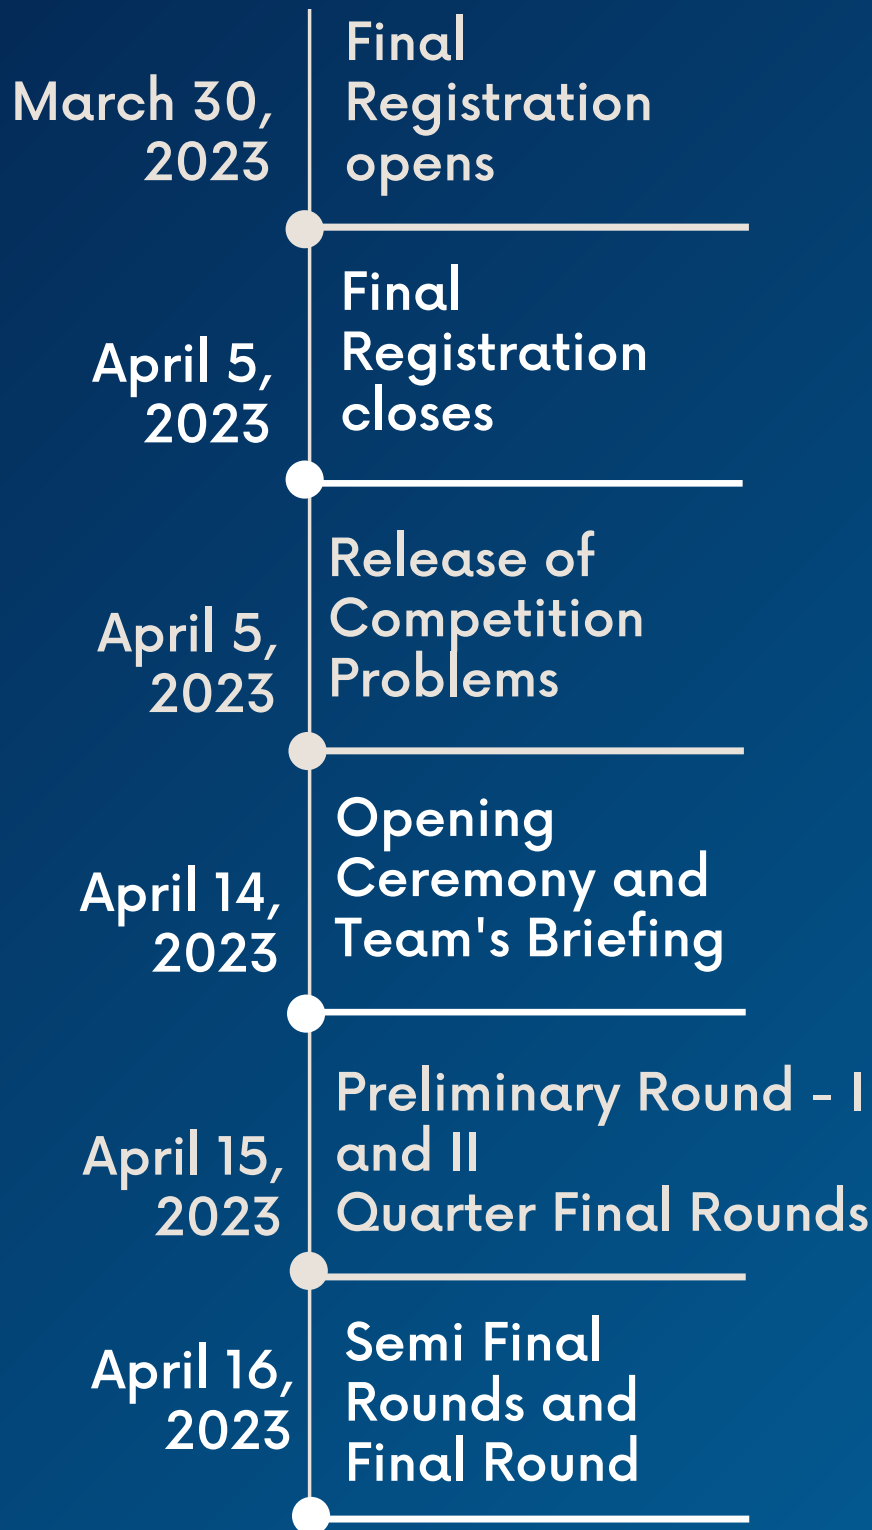 March 30,
2023
Final
Registration
opens
April 5,
2023
Final
Registration
closes
April 5,
2023
Release of
Competition
Problems
April 14,
2023
Opening
Ceremony and
Team's Briefing
April 15,
2023
Preliminary Round - I
and II
Quarter Final Rounds
April 16,
2023
Semi Final
Rounds and
Final Round